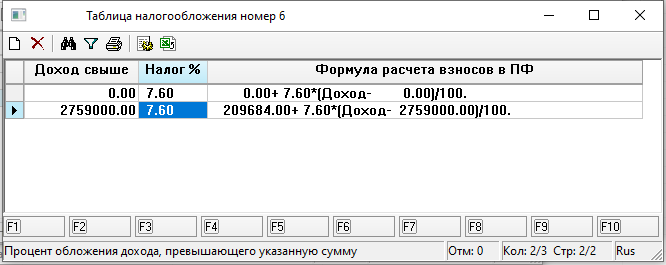 Таблица налогообложения номер 6
Доход свыше Налог % Формула расчета взносов в ПФ
0.00 7.60 0.00+ 7.60*(Доход- 0.00)/100.
2759000.00 7.60 209684.00+ 7.60*(Доход- 2759000.00)/100.
F1 F2 F3 F4 F5 F6 F7 F8 F9 F10
Процент обложения дохода, превышающего указанную сумму Отм: 0 Кол: 2/3 Стр: 2/2 Rus